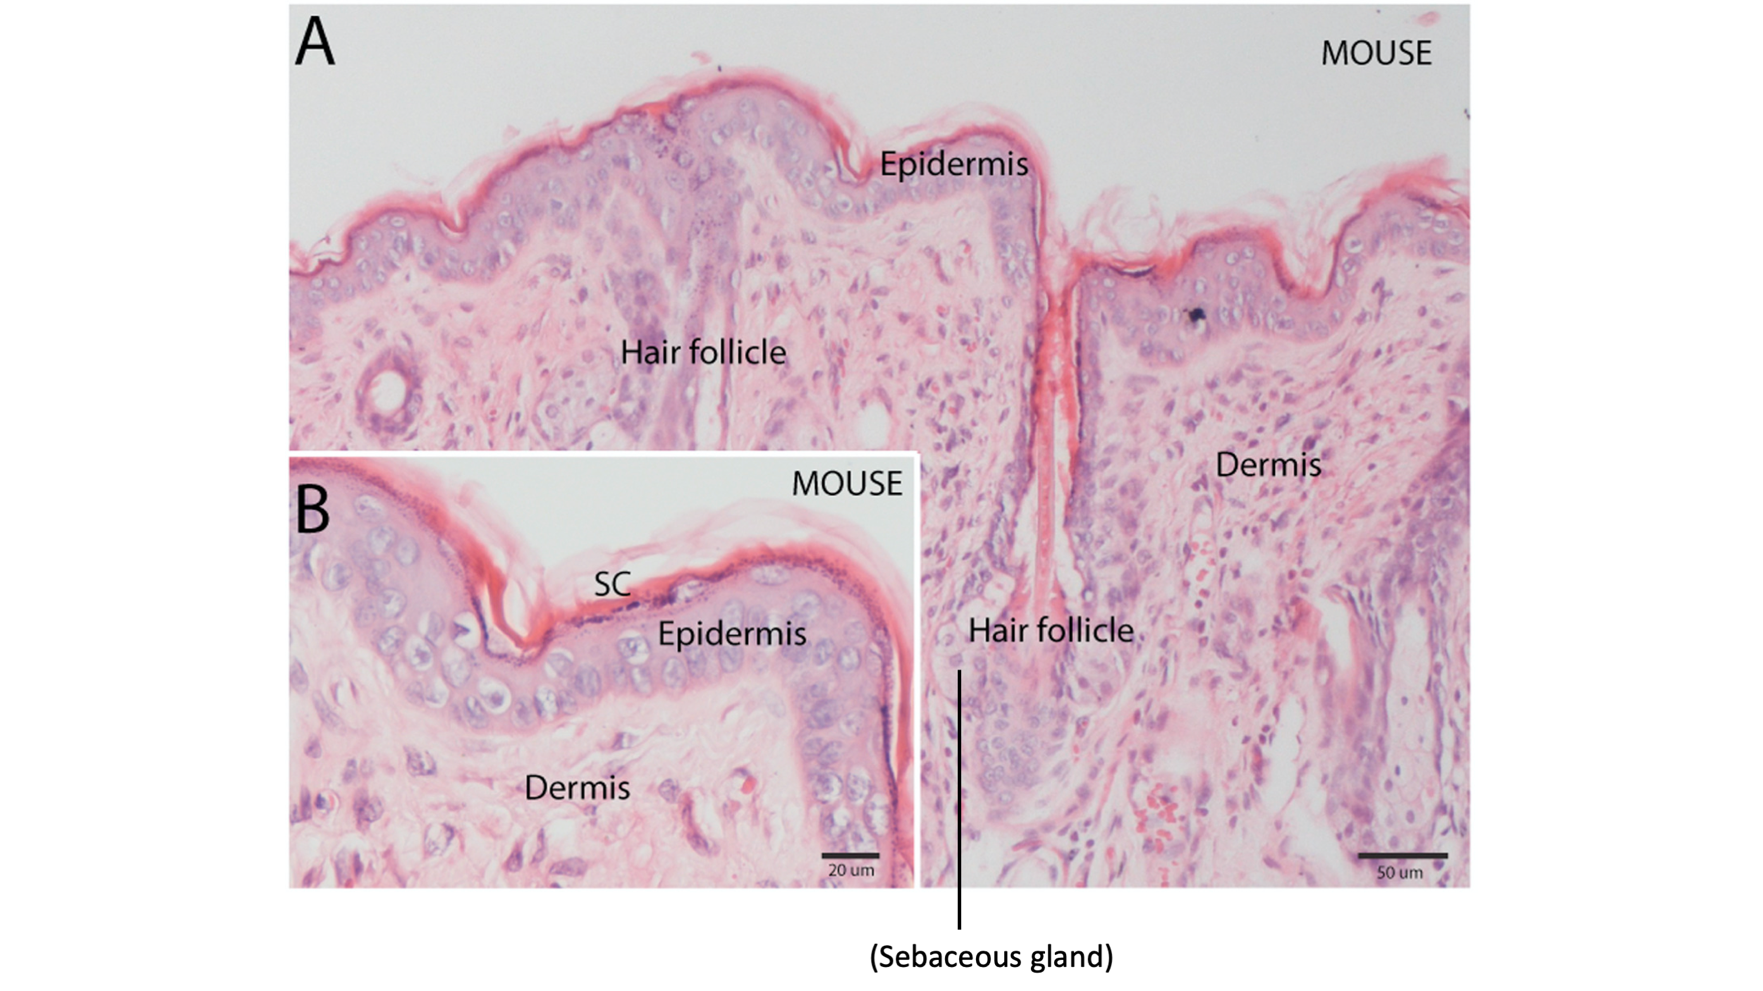 A
MOUSE
Epidermis
Hair follicle
Dermis
B
MOUSE
SC
Epidermis
Hair follicle
Dermis
20 um
50 um
(Sebaceous gland)